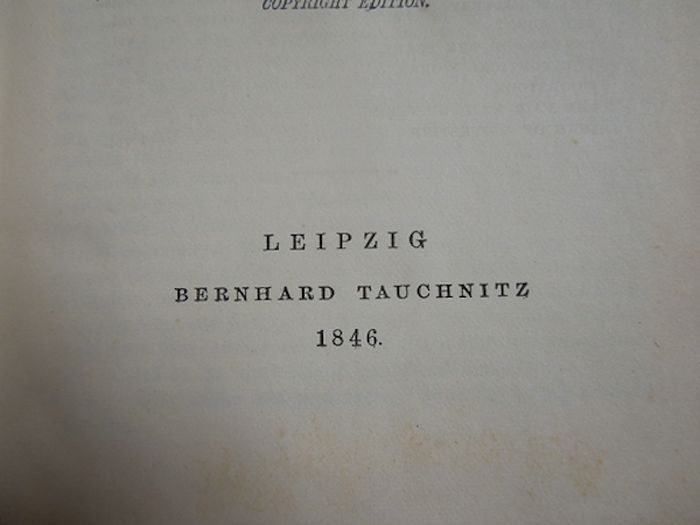 COPYRIGHT EDITION.
LEIPZIG
BERNHARD TAUCHNITZ
1846.